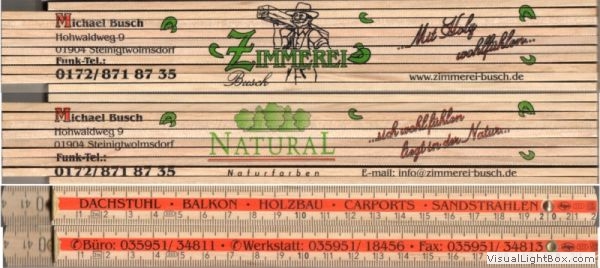 Michael Busch
Hohwaldweg 9
01904 Steinigtwolmsdorf
Funk-Tel.:
0172/871 87 35
ZIMMEREI
Busch
...Mit Holz
wohlfühlen...
www.zimmerei-busch.de
Michael Busch
Hohwaldweg 9
01904 Steinigtwolmsdorf
Funk-Tel.:
0172/871 87 35
NATURAL
Naturfarben
...sich wohlfühlen
liegt in der Natur...
E-mail: info@zimmerei-busch.de
DACHSTUHL · BALKON · HOLZBAU · CARPORTS · SANDSTRAHLEN
✆Büro: 035951/ 34811 · ✆Werkstatt: 035951/ 18456 · Fax: 035951/ 34813
VisualLightBox.com